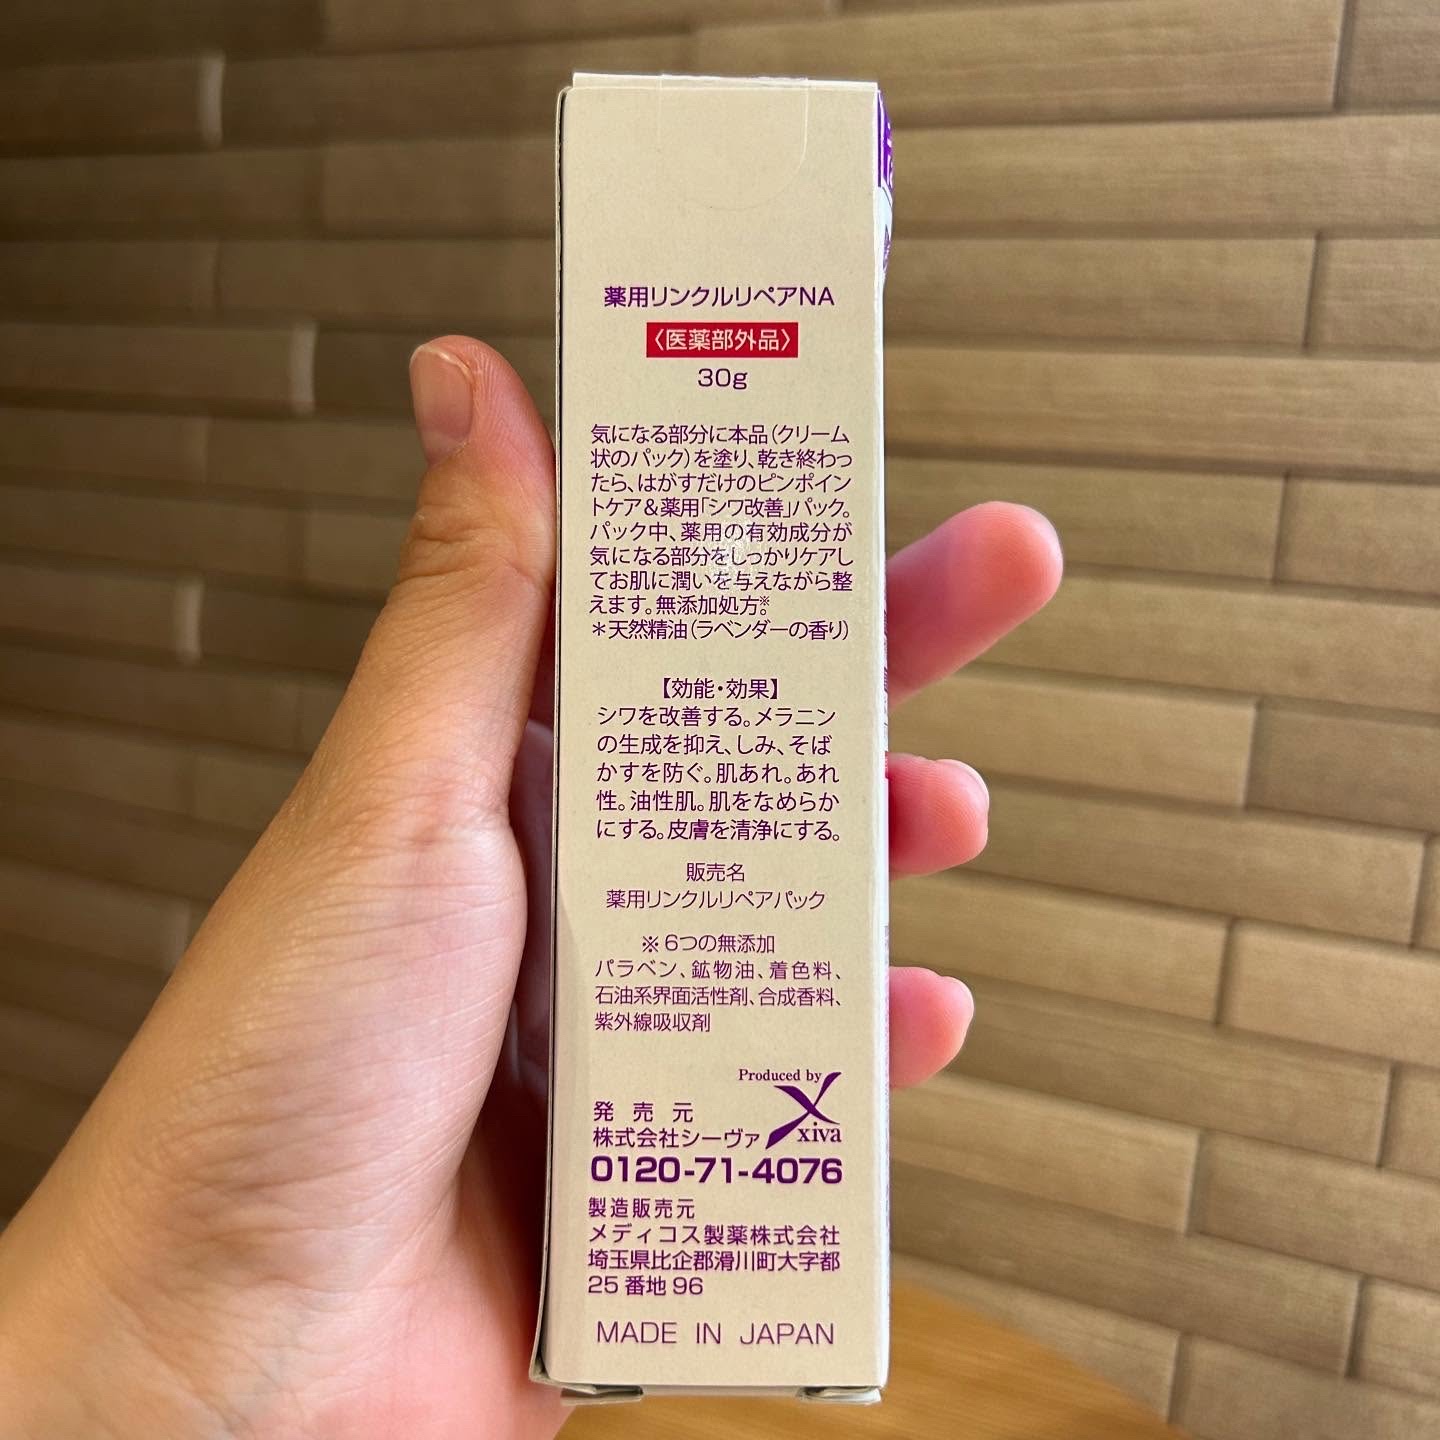 薬用リンクルリペアNA
〈医薬部外品〉
30g
気になる部分に本品（クリーム
状のパック）を塗り、乾き終わっ
たら、はがすだけのピンポイン
トケア＆薬用「シワ改善」パック。
パック中、薬用の有効成分が
気になる部分をしっかりケアし
てお肌に潤いを与えながら整
えます。無添加処方※。
＊天然精油（ラベンダーの香り）
【効能・効果】
シワを改善する。メラニン
の生成を抑え、しみ、そば
かすを防ぐ。肌あれ。あれ
性。油性肌。肌をなめらか
にする。皮膚を清浄にする。
販売名
薬用リンクルリペアパック
※6つの無添加
パラベン、鉱物油、着色料、
石油系界面活性剤、合成香料、
紫外線吸収剤
Produced by
xiva
発売元
株式会社シーヴァ
0120-71-4076
製造販売元
メディコス製薬株式会社
埼玉県比企郡滑川町大字都
25番地96
MADE IN JAPAN